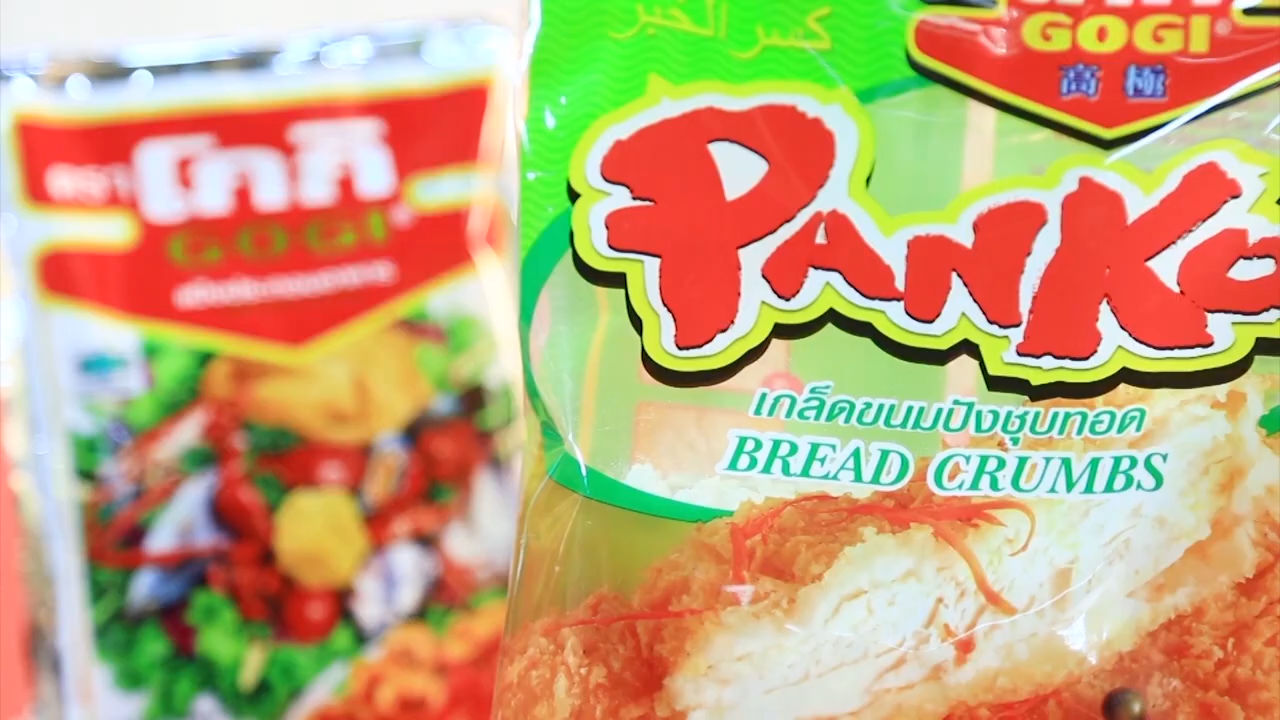 ตรา โกกิ
GOGI
كسر الخبز
GOGI®
高極
PANKO
เกล็ดขนมปังชุบทอด
BREAD CRUMBS